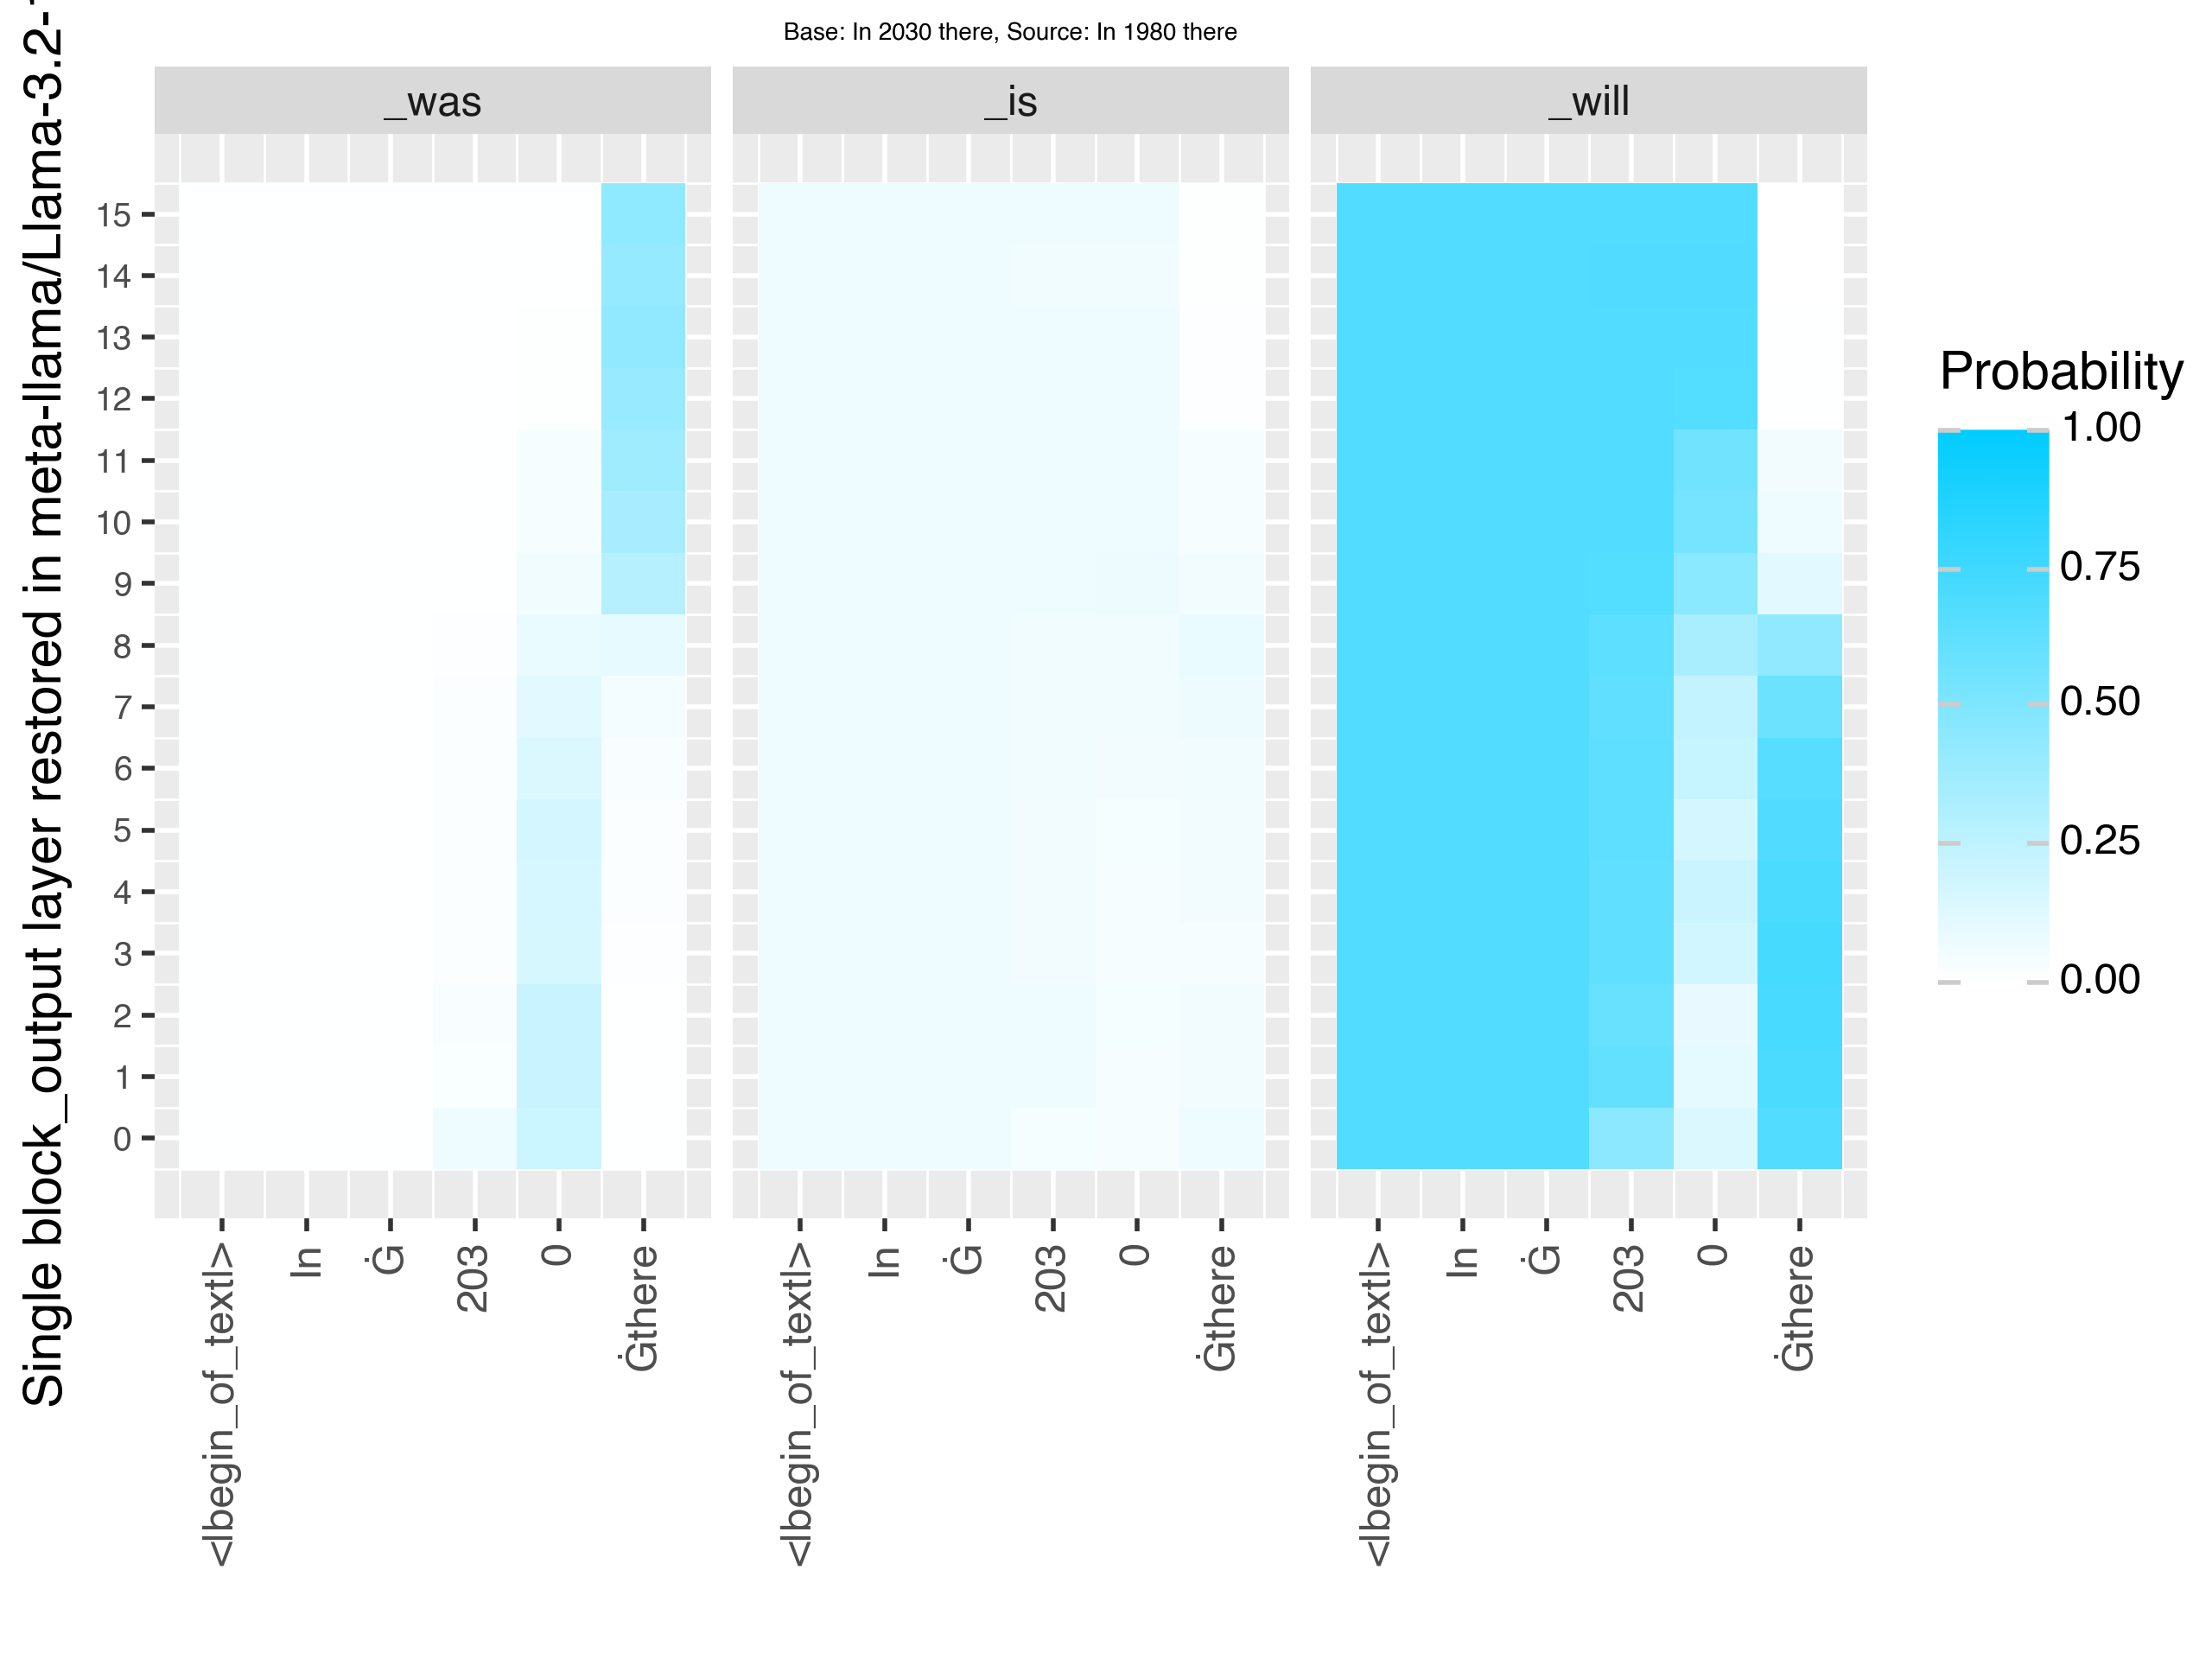 Base: In 2030 there, Source: In 1980 there
Single block_output layer restored in meta-llama/Llama-3.2-
_was
_is
_will
15
14
13
12
11
10
9
8
7
6
5
4
3
2
1
0
<|begin_of_text|>
In
Ġ
203
0
Ġthere
<|begin_of_text|>
In
Ġ
203
0
Ġthere
<|begin_of_text|>
In
Ġ
203
0
Ġthere
Probability
1.00
0.75
0.50
0.25
0.00